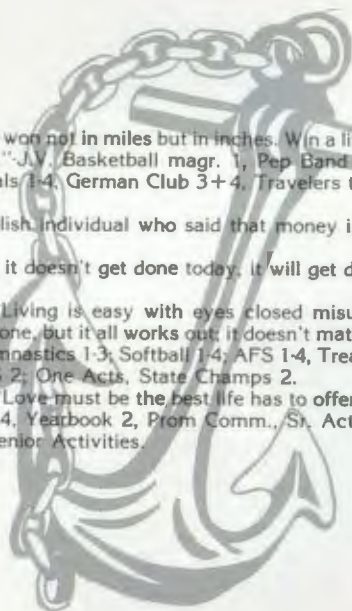 won not in miles but in inches. Win a li
"-J.V. Basketball magr. 1, Pep Band
als 1-4, German Club 3+4, Travelers t
lish individual who said that money i
it doesn't get done today, it will get d
Living is easy with eyes closed misu
one, but it all works out; it doesn't mat
mnastics 1-3; Softball 1-4; AFS 1-4, Trea
S 2; One Acts, State Champs 2.
Love must be the best life has to offer
4, Yearbook 2, Prom Comm., Sr. Act
enior Activities.